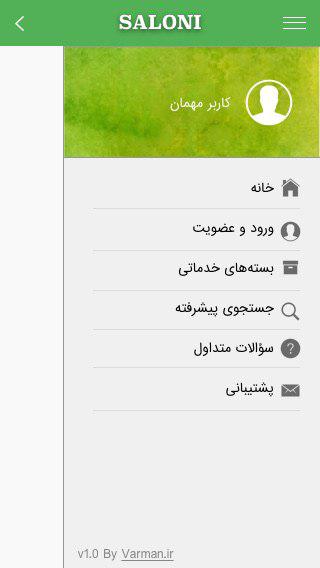 SALONI
کاربر مهمان
خانه
ورود و عضویت
بسته‌های خدماتی
جستجوی پیشرفته
سؤالات متداول
پشتیبانی
v1.0 By Varman.ir